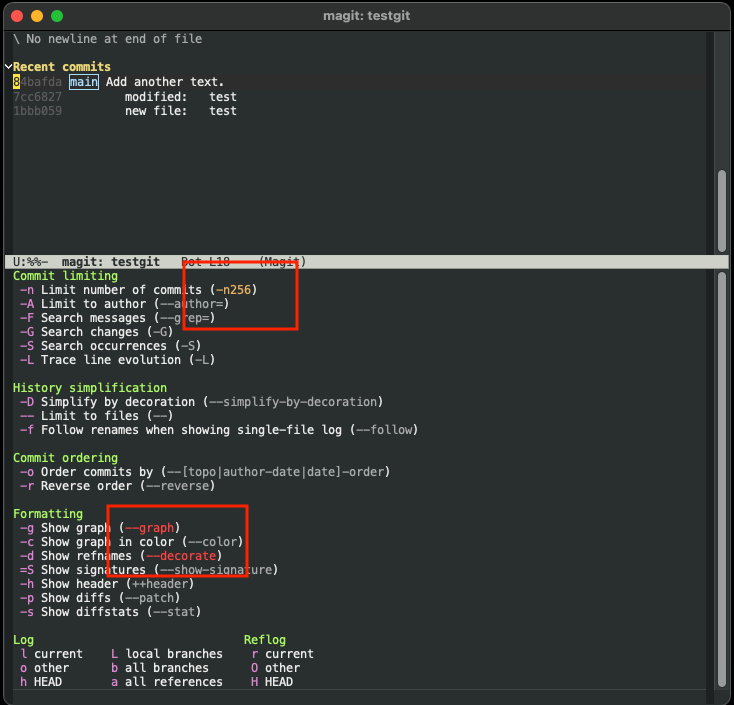 magit: testgit
\ No newline at end of file
Recent commits
84bafda main Add another text.
7cc6827 modified: test
1bbb059 new file: test
U:%%- magit: testgit Bot L18 (Magit)
Commit limiting
-n Limit number of commits (-n256)
-A Limit to author (--author=)
-F Search messages (--grep=)
-G Search changes (-G)
-S Search occurrences (-S)
-L Trace line evolution (-L)
History simplification
-D Simplify by decoration (--simplify-by-decoration)
-- Limit to files (--)
-f Follow renames when showing single-file log (--follow)
Commit ordering
-o Order commits by (--[topo|author-date|date]-order)
-r Reverse order (--reverse)
Formatting
-g Show graph (--graph)
-c Show graph in color (--color)
-d Show refnames (--decorate)
=S Show signatures (--show-signature)
-h Show header (++header)
-p Show diffs (--patch)
-s Show diffstats (--stat)
Log Reflog
l current L local branches r current
o other b all branches O other
h HEAD a all references H HEAD